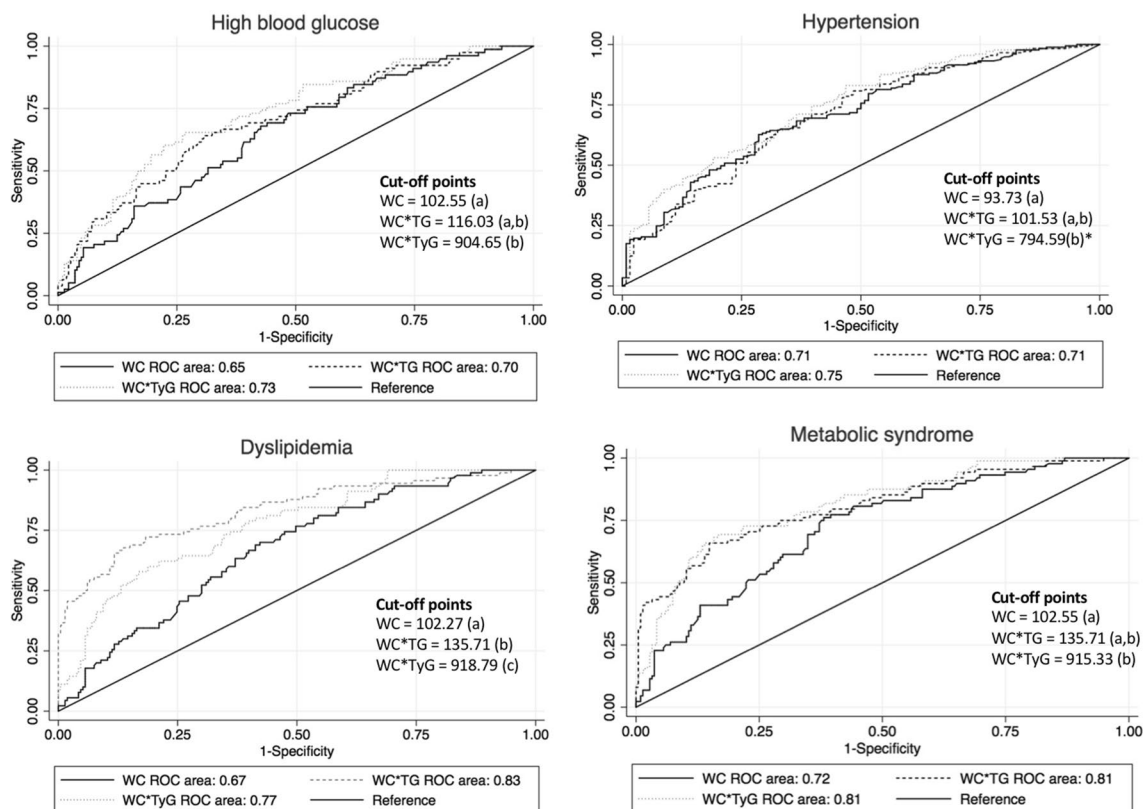 High blood glucose
Sensitivity
0.00
0.25
0.50
0.75
1.00
0.00
0.25
0.50
0.75
1.00
1-Specificity
Cut-off points
WC = 102.55 (a)
WC*TG = 116.03 (a,b)
WC*TyG = 904.65 (b)
WC ROC area: 0.65
WC*TG ROC area: 0.70
WC*TyG ROC area: 0.73
Reference
Hypertension
Sensitivity
0.00
0.25
0.50
0.75
1.00
0.00
0.25
0.50
0.75
1.00
1-Specificity
Cut-off points
WC = 93.73 (a)
WC*TG = 101.53 (a,b)
WC*TyG = 794.59(b)*
WC ROC area: 0.71
WC*TG ROC area: 0.71
WC*TyG ROC area: 0.75
Reference
Dyslipidemia
Sensitivity
0.00
0.25
0.50
0.75
1.00
0.00
0.25
0.50
0.75
1.00
1-Specificity
Cut-off points
WC = 102.27 (a)
WC*TG = 135.71 (b)
WC*TyG = 918.79 (c)
WC ROC area: 0.67
WC*TG ROC area: 0.83
WC*TyG ROC area: 0.77
Reference
Metabolic syndrome
Sensitivity
0.00
0.25
0.50
0.75
1.00
0.00
0.25
0.50
0.75
1.00
1-Specificity
Cut-off points
WC = 102.55 (a)
WC*TG = 135.71 (a,b)
WC*TyG = 915.33 (b)
WC ROC area: 0.72
WC*TG ROC area: 0.81
WC*TyG ROC area: 0.81
Reference